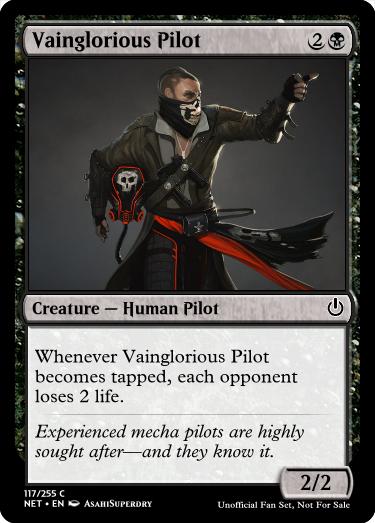 Vainglorious Pilot 2
Creature — Human Pilot
Whenever Vainglorious Pilot
becomes tapped, each opponent
loses 2 life.
Experienced mecha pilots are highly
sought after—and they know it.
2/2
117/255 C
NET • EN AsahiSuperdry
Unofficial Fan Set, Not For Sale